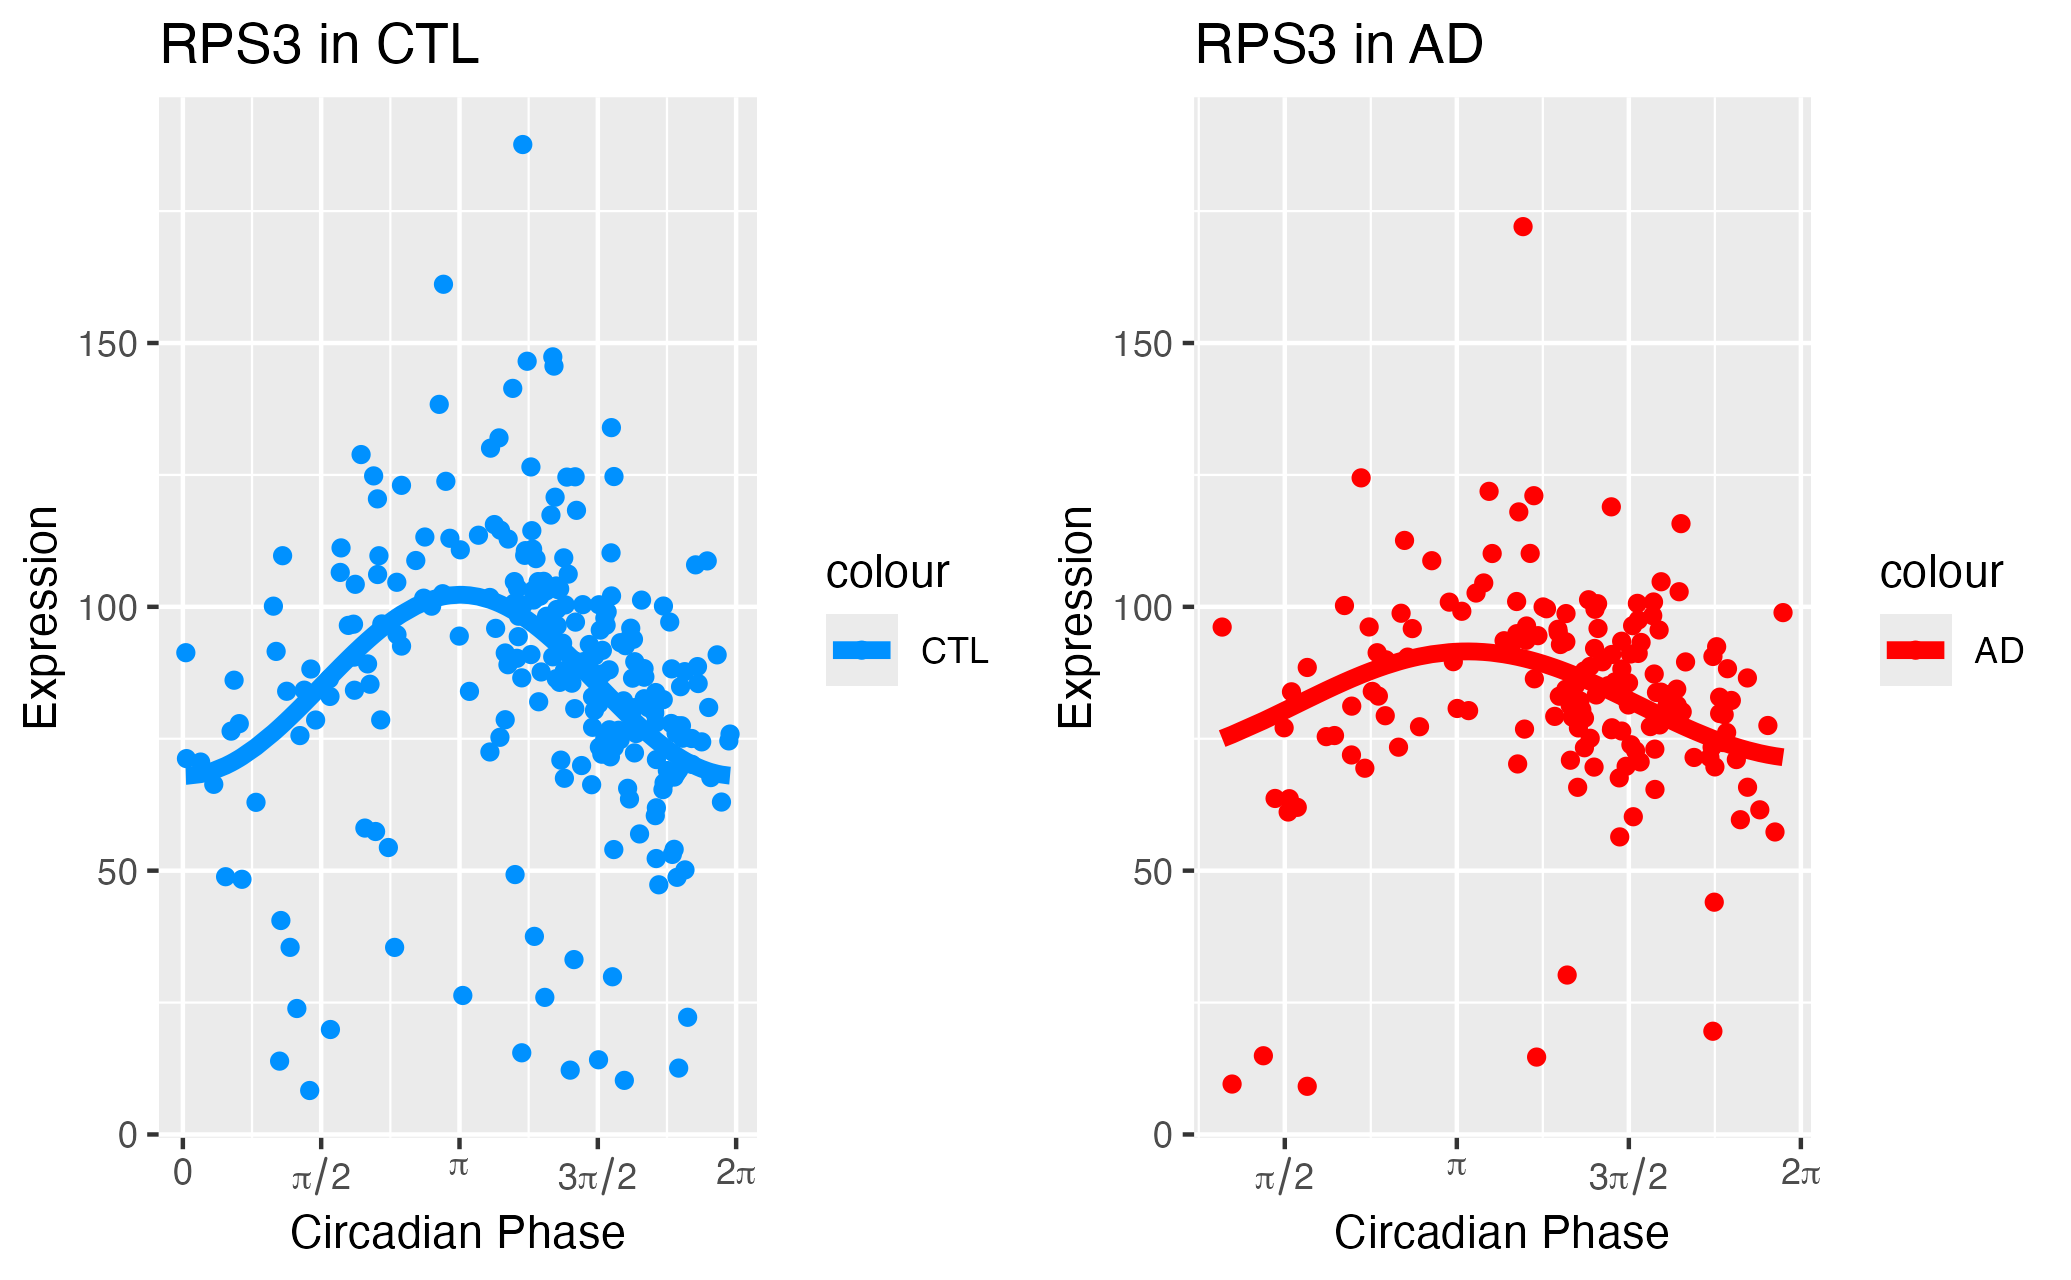 RPS3 in CTL
Expression
150
100
50
0
0 π/2 π 3π/2 2π
Circadian Phase
colour
CTL
RPS3 in AD
Expression
150
100
50
0
π/2 π 3π/2 2π
Circadian Phase
colour
AD